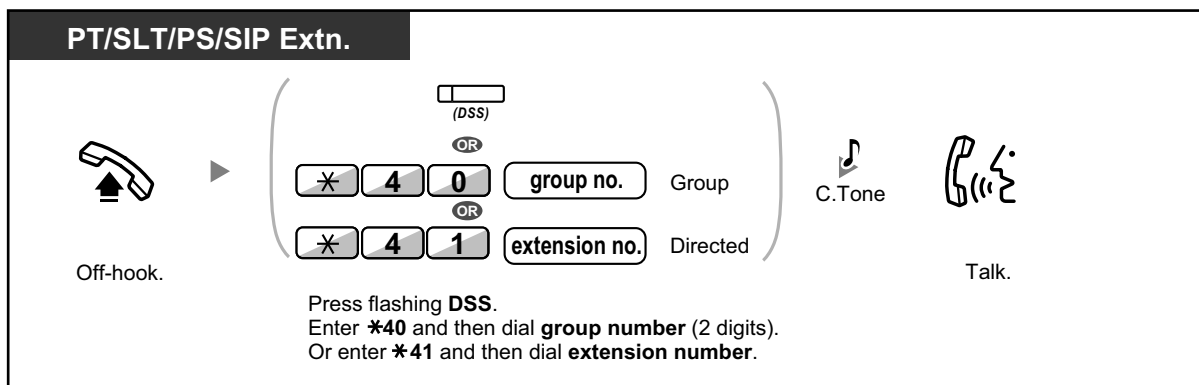 PT/SLT/PS/SIP Extn.
(DSS)
OR
* 4 0 group no. Group
OR
* 4 1 extension no. Directed
C.Tone
Off-hook.
Talk.
Press flashing DSS.
Enter *40 and then dial group number (2 digits).
Or enter *41 and then dial extension number.